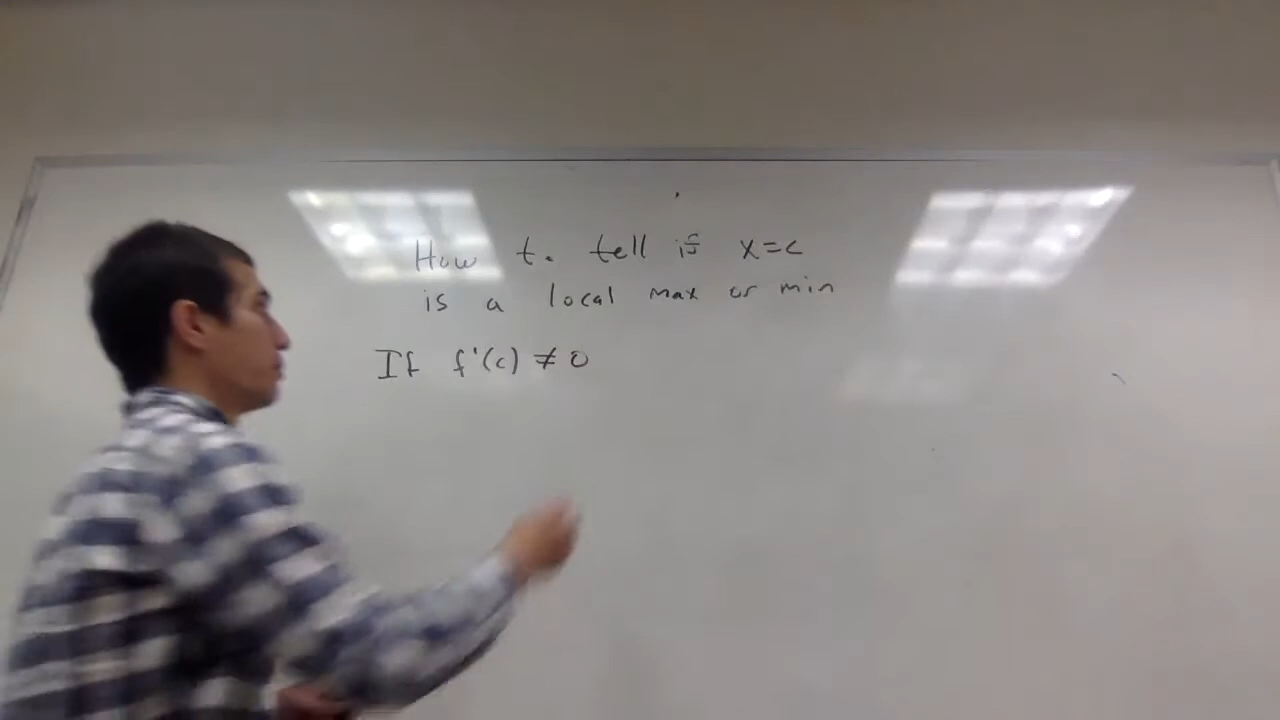 How to tell if x=c
is a local max or min
If f'(c) ≠ 0